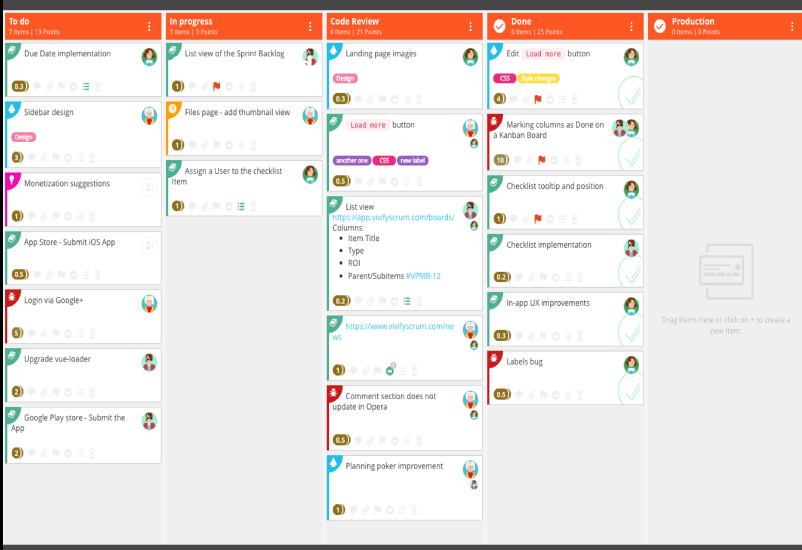 To do
7 Items | 13 Points
Due Date implementation
0.3
Sidebar design
Design
3
Monetization suggestions
1
App Store - Submit iOS App
0.5
Login via Google+
5
Upgrade vue-loader
2
Google Play store - Submit the
App
2
In progress
3 Items | 3 Points
List view of the Sprint Backlog
1
Files page - add thumbnail view
1
Assign a User to the checklist
item
1
Code Review
6 Items | 21 Points
Landing page images
Design
0.3
Load more button
another one CSS new label
0.5
List view
https://app.vivifyscrum.com/boards/
Columns:
• Item Title
• Type
• ROI
• Parent/Subitems #VPMB-12
0.2
https://www.vivifyscrum.com/ne
ws
1
Comment section does not
update in Opera
0.5
Planning poker improvement
1
Done
6 Items | 25 Points
Edit Load more button
CSS Style changes
4
Marking columns as Done on
a Kanban Board
10
Checklist tooltip and position
1
Checklist implementation
0.2
In-app UX improvements
0.3
Labels bug
0.5
Production
0 Items | 0 Points
Drag Items here or click on + to create a
new Item.